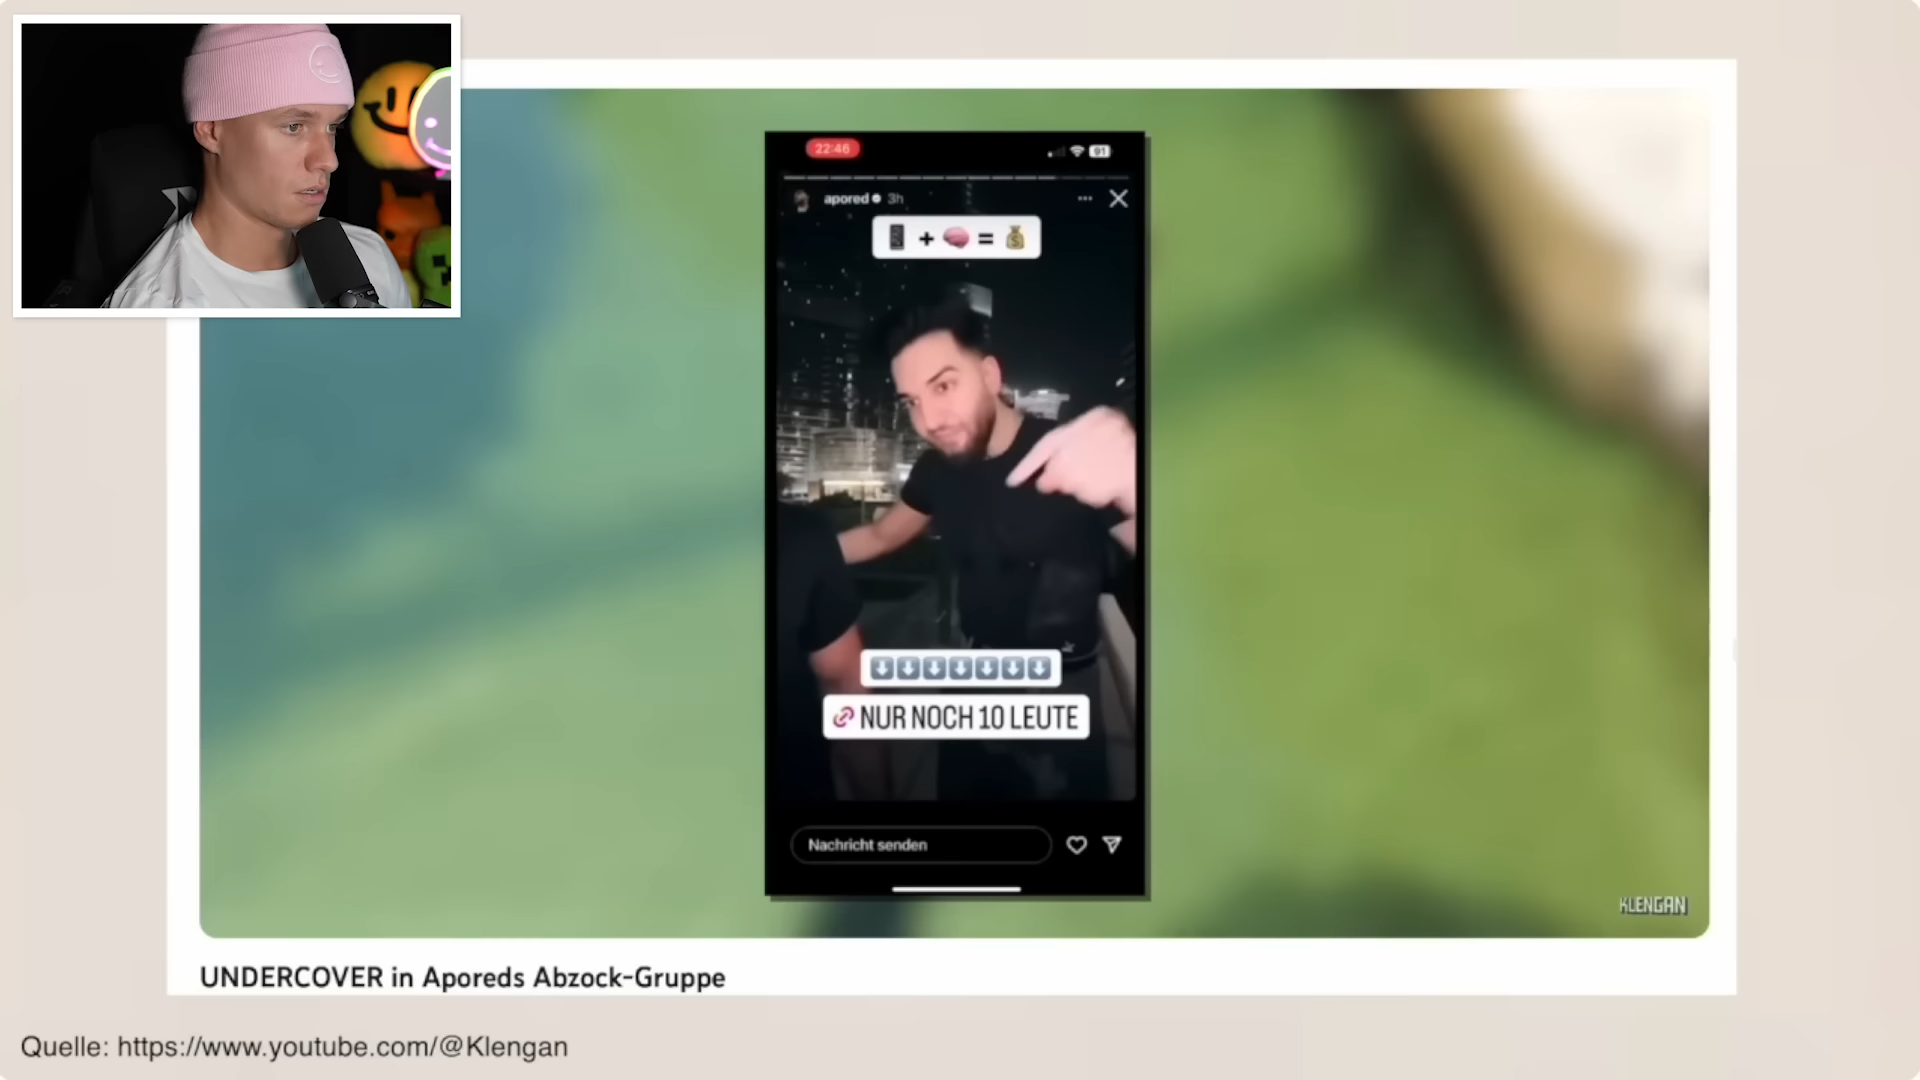 22:46
91
apored 3h
+ =
NUR NOCH 10 LEUTE
Nachricht senden
KLENGAN
UNDERCOVER in Aporeds Abzock-Gruppe
Quelle: https://www.youtube.com/@Klengan